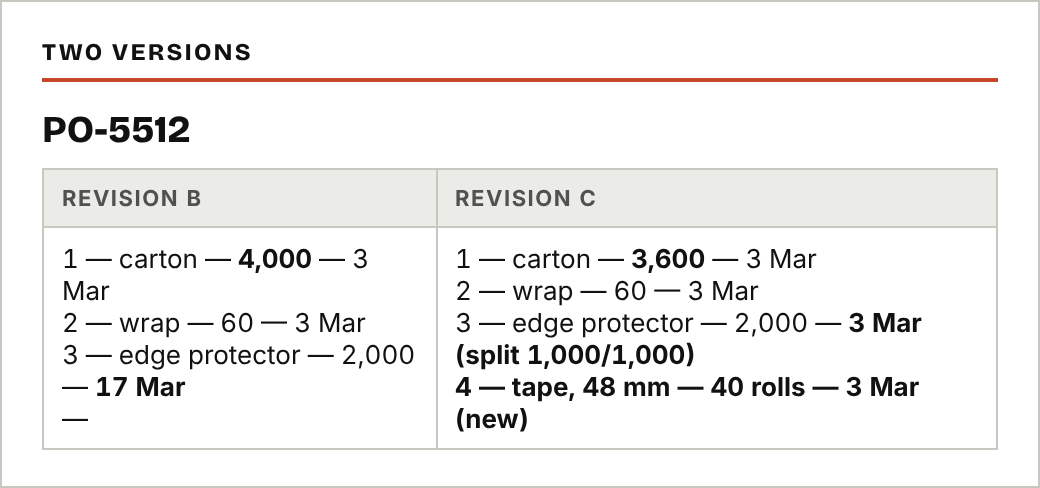 TWO VERSIONS
PO-5512
REVISION B
1 — carton — 4,000 — 3
Mar
2 — wrap — 60 — 3 Mar
3 — edge protector — 2,000
— 17 Mar
—
REVISION C
1 — carton — 3,600 — 3 Mar
2 — wrap — 60 — 3 Mar
3 — edge protector — 2,000 — 3 Mar
(split 1,000/1,000)
4 — tape, 48 mm — 40 rolls — 3 Mar
(new)